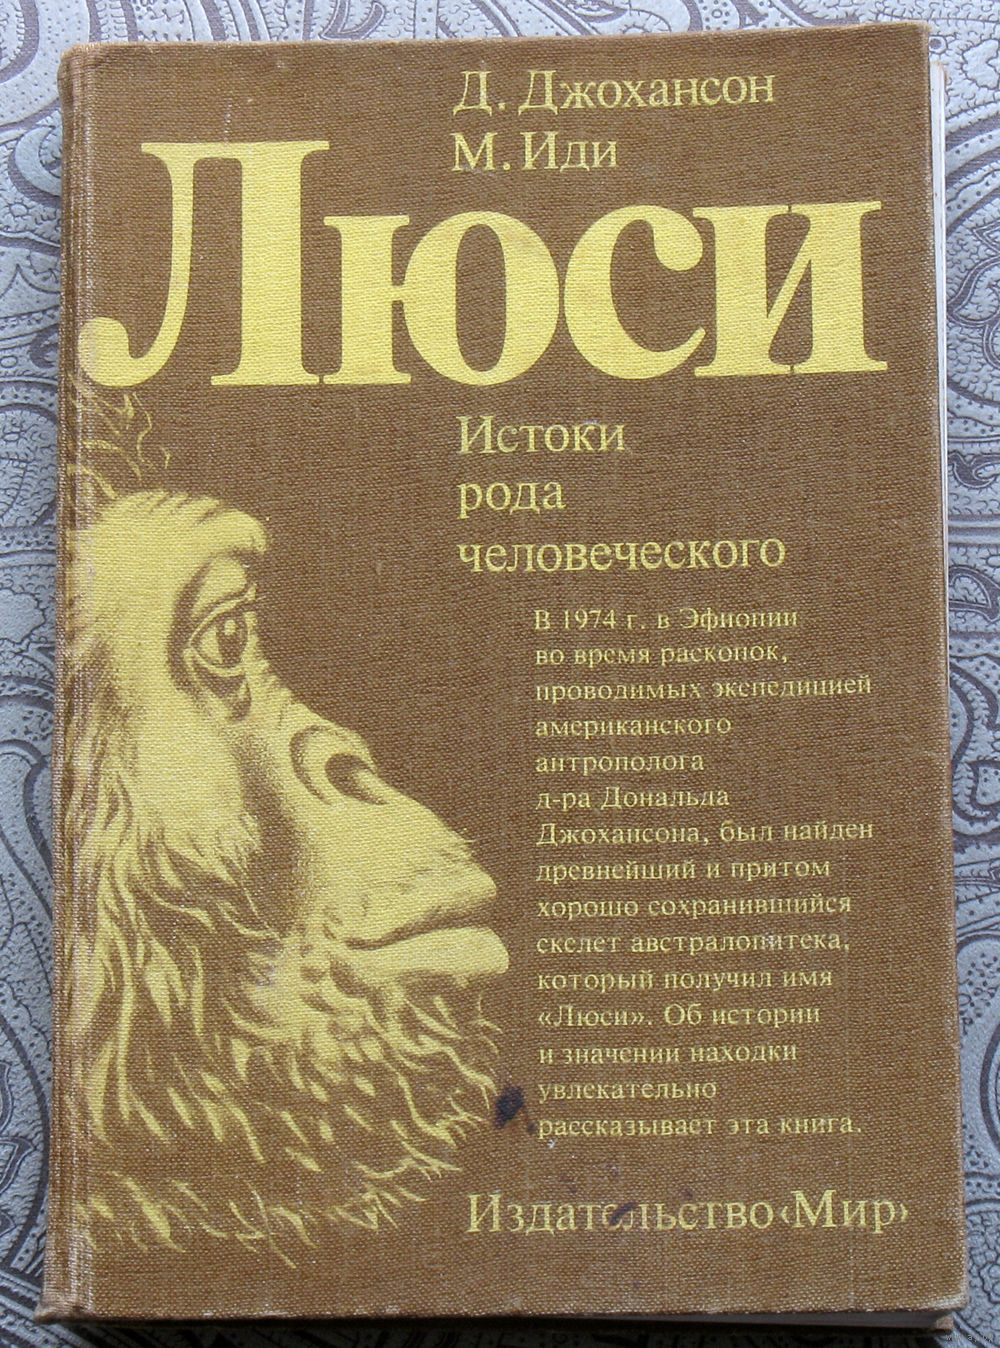 Д. Джохансон
М. Иди
Люси
Истоки
рода
человеческого
В 1974 г. в Эфиопии
во время раскопок,
проводимых экспедицией
американского
антрополога
д-ра Дональда
Джохансона, был найден
древнейший и притом
хорошо сохранившийся
скелет австралопитека,
который получил имя
«Люси». Об истории
и значении находки
увлекательно
рассказывает эта книга.
Издательство ‹Мир›